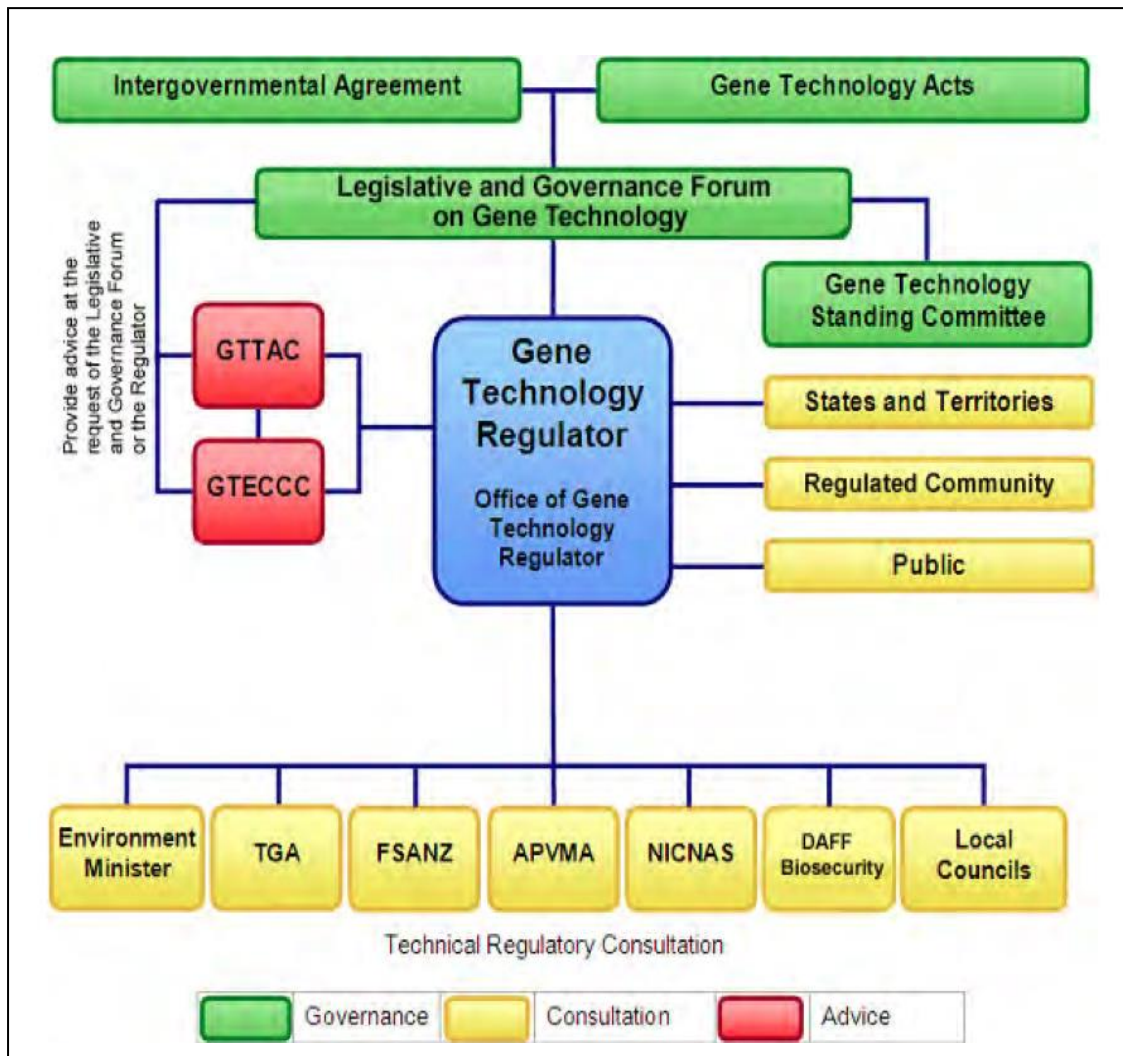 Intergovernmental Agreement
Gene Technology Acts
Legislative and Governance Forum
on Gene Technology
Provide advice at the
request of the Legislative
and Governance Forum
or the Regulator
GTTAC
GTECCC
Gene
Technology
Regulator
Office of Gene
Technology
Regulator
Gene Technology
Standing Committee
States and Territories
Regulated Community
Public
Environment
Minister
TGA
FSANZ
APVMA
NICNAS
DAFF
Biosecurity
Local
Councils
Technical Regulatory Consultation
Governance
Consultation
Advice